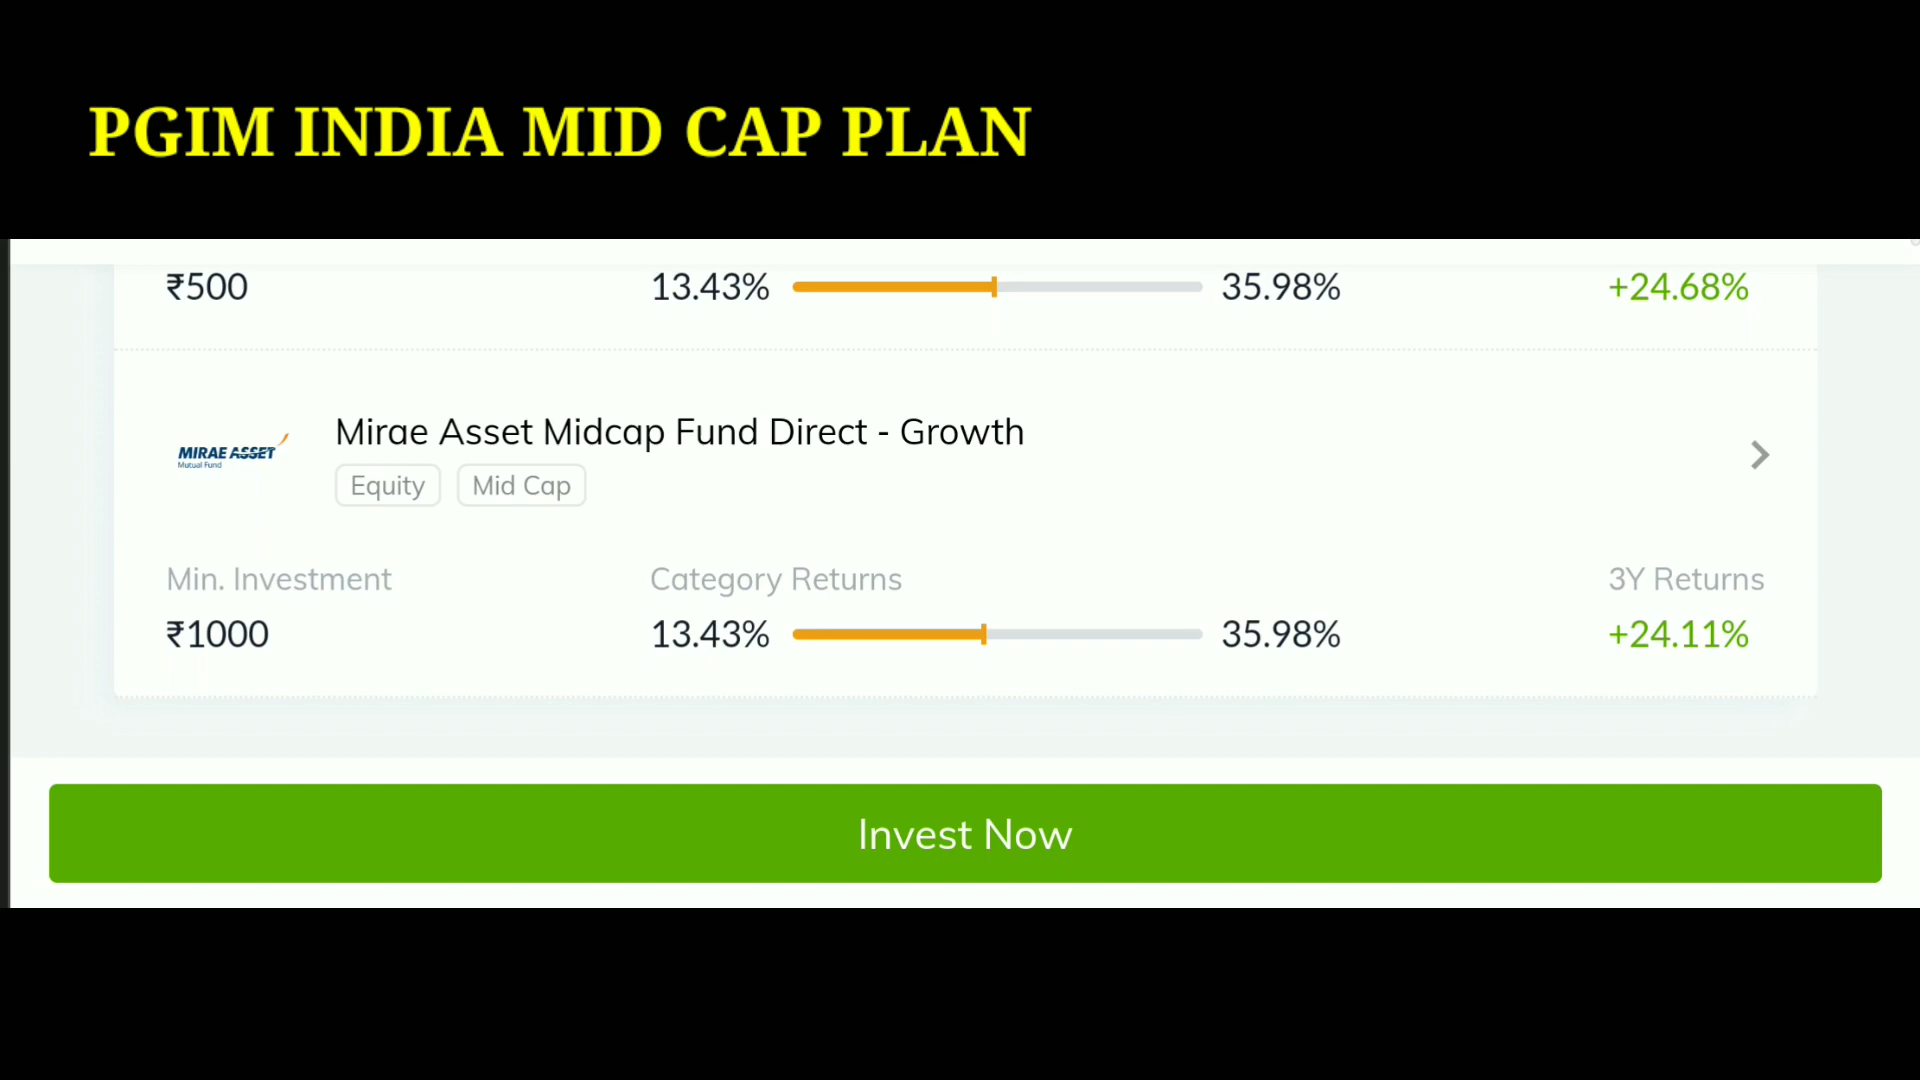 PGIM INDIA MID CAP PLAN
₹500 13.43% 35.98% +24.68%
MIRAE ASSET
Mutual Fund
Mirae Asset Midcap Fund Direct - Growth
Equity Mid Cap
Min. Investment Category Returns 3Y Returns
₹1000 13.43% 35.98% +24.11%
Invest Now